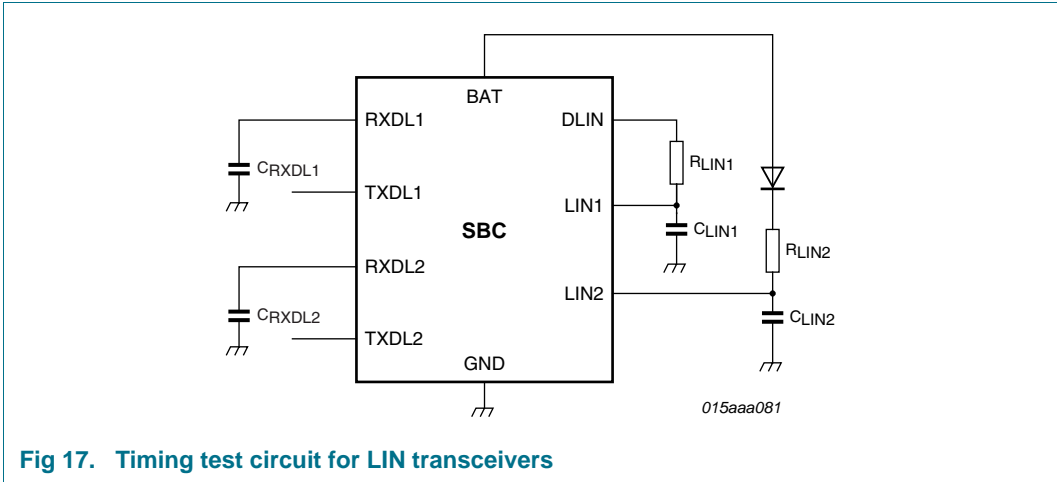 BAT
RXDL1
DLIN
CRXDL1
RLIN1
TXDL1
LIN1
SBC
CLIN1
RLIN2
RXDL2
LIN2
CRXDL2
CLIN2
TXDL2
GND
015aaa081
Fig 17. Timing test circuit for LIN transceivers